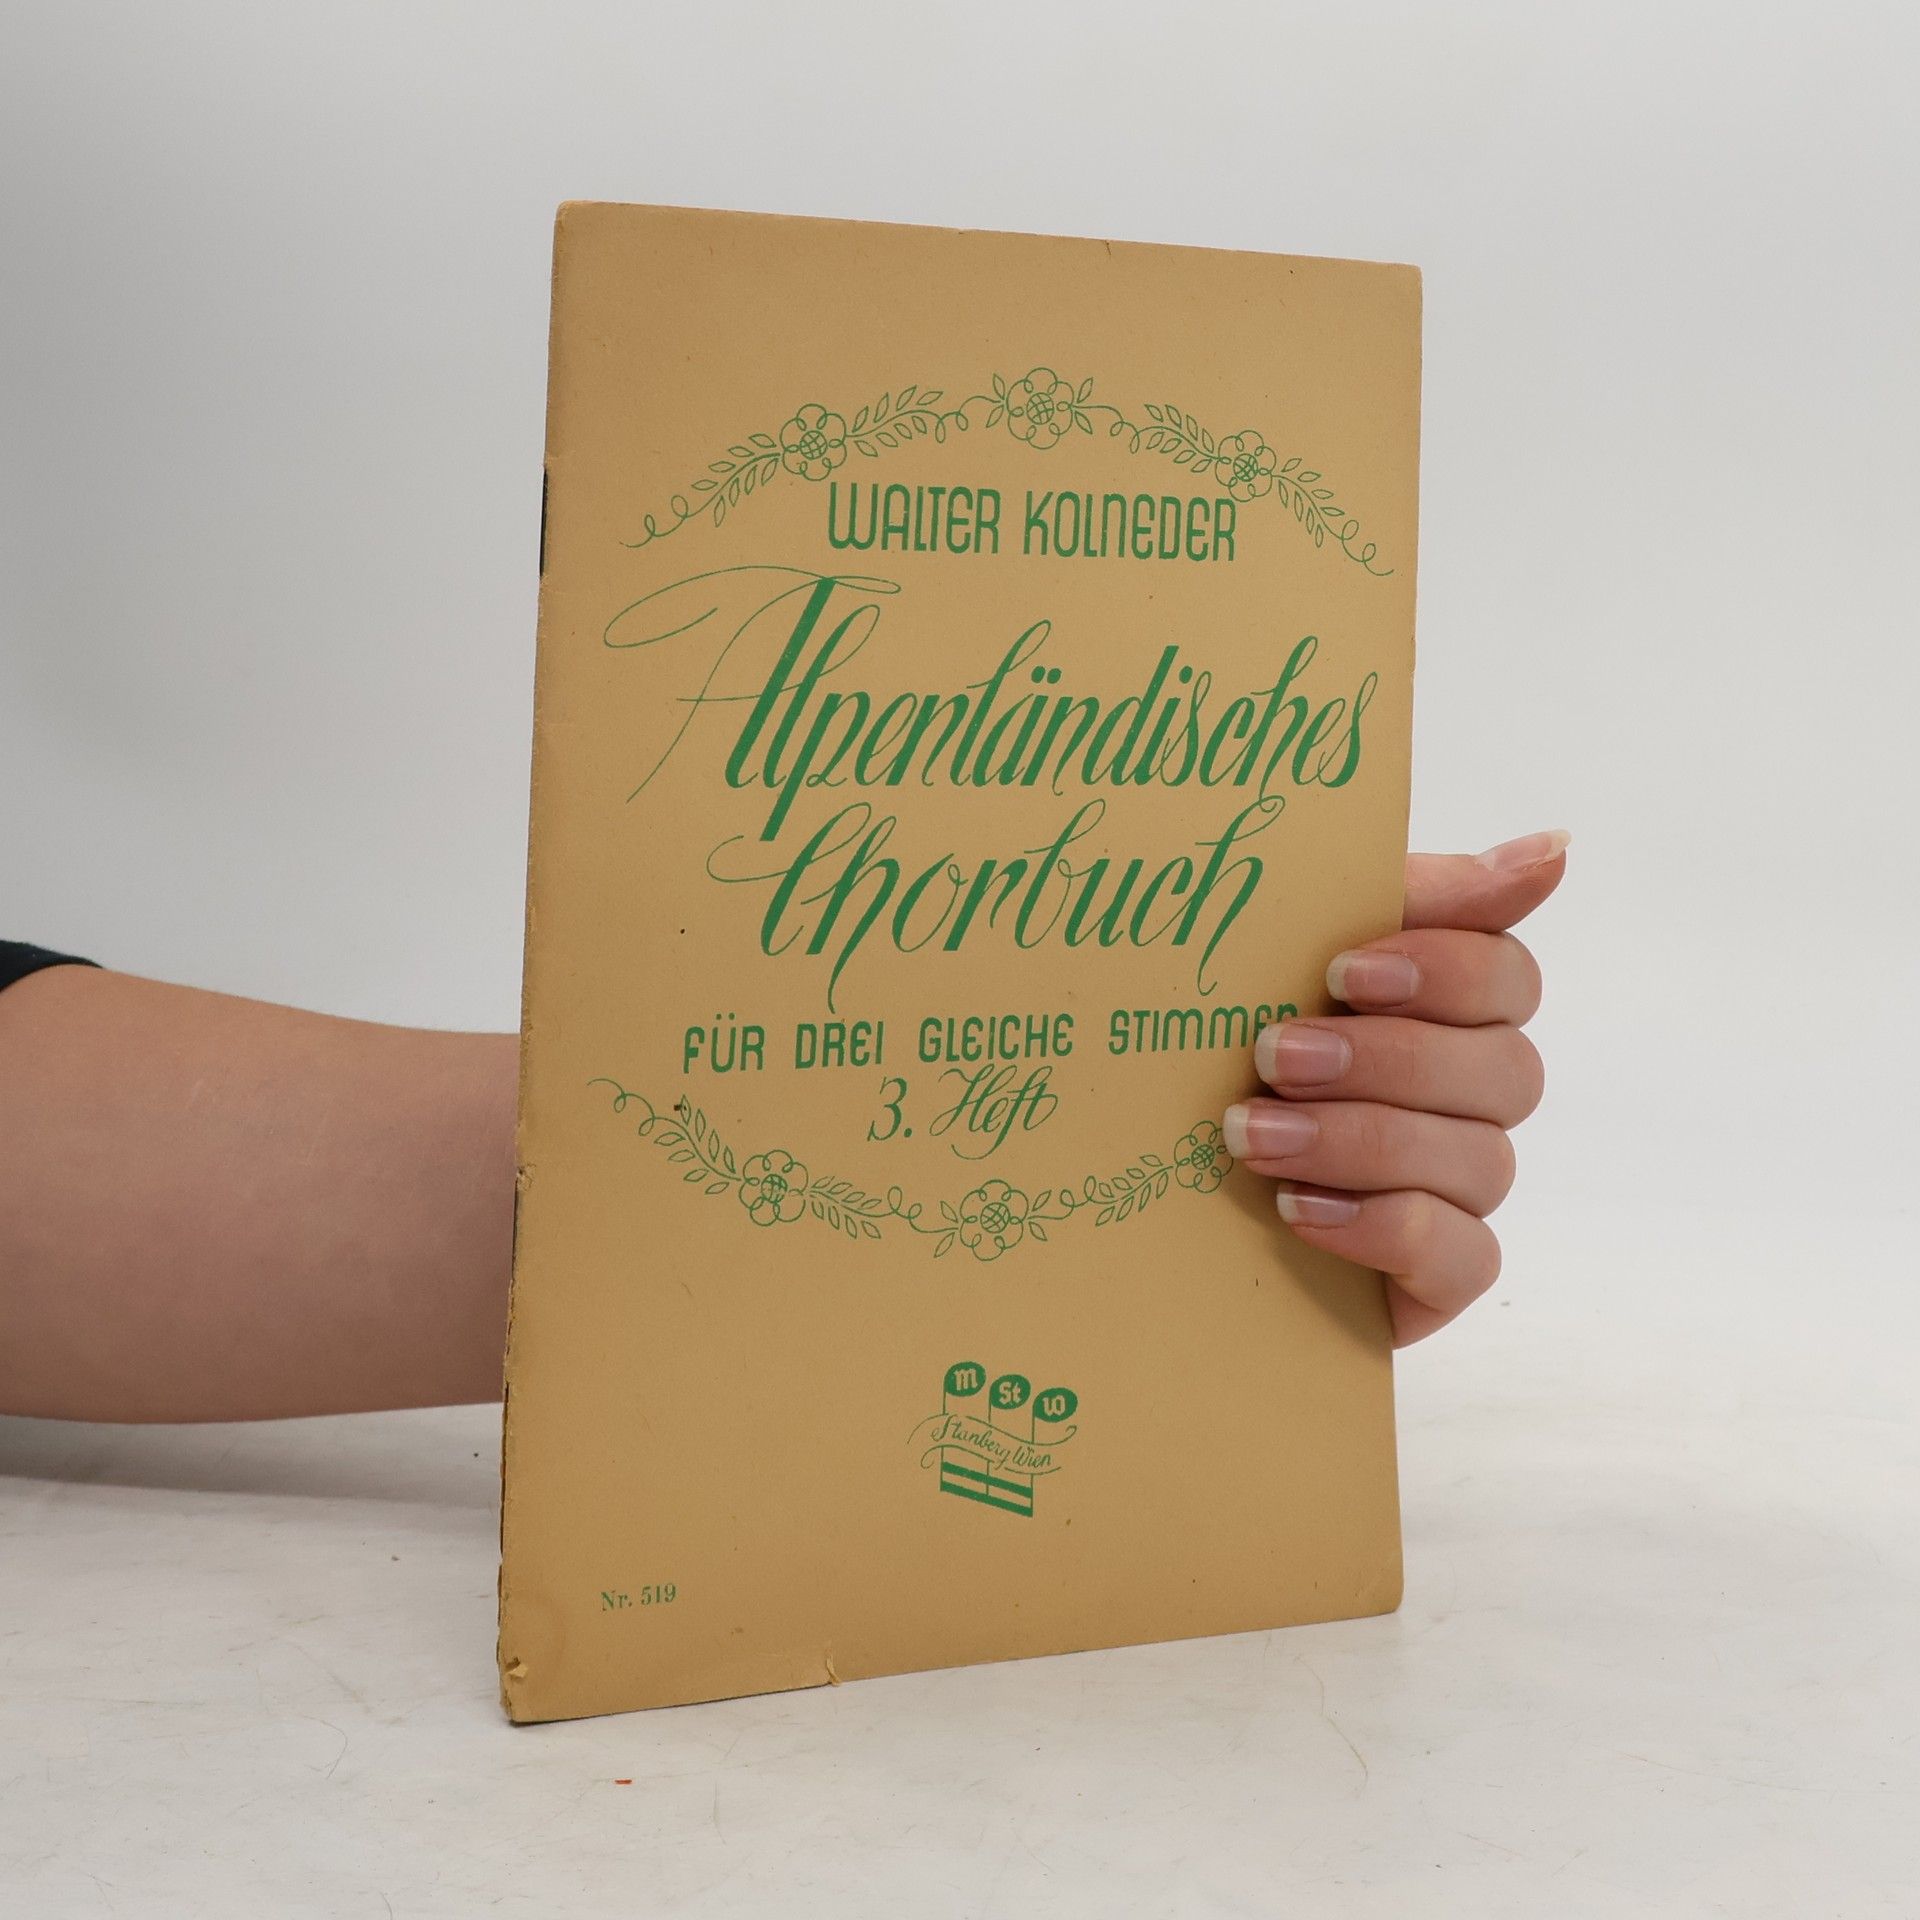 WALTER KOLNEDER
Alpenländisches
Chorbuch
FÜR DREI GLEICHE STIMMEN
3. Heft
M St W
Stanberg Wien
Nr. 519